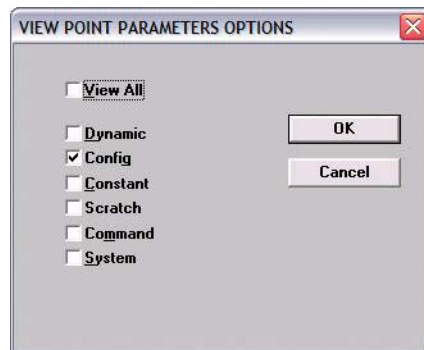 VIEW POINT PARAMETERS OPTIONS
View All
Dynamic
Config
Constant
Scratch
Command
System
OK
Cancel